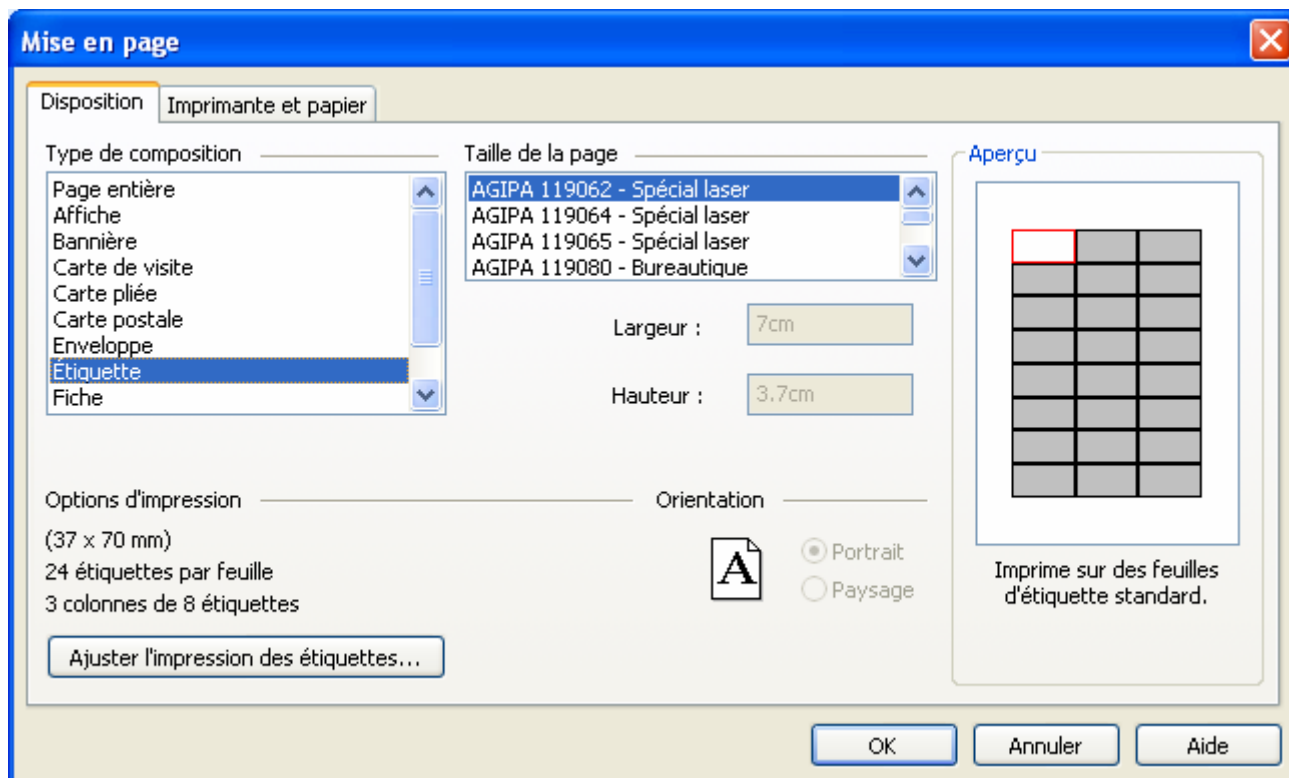 Mise en page
Disposition
Imprimante et papier
Type de composition
Page entière
Affiche
Bannière
Carte de visite
Carte pliée
Carte postale
Enveloppe
Étiquette
Fiche
Taille de la page
AGIPA 119062 - Spécial laser
AGIPA 119064 - Spécial laser
AGIPA 119065 - Spécial laser
AGIPA 119080 - Bureautique
Largeur :
7cm
Hauteur :
3.7cm
Aperçu
Imprime sur des feuilles
d'étiquette standard.
Options d'impression
(37 x 70 mm)
24 étiquettes par feuille
3 colonnes de 8 étiquettes
Ajuster l'impression des étiquettes...
Orientation
A
Portrait
Paysage
OK
Annuler
Aide